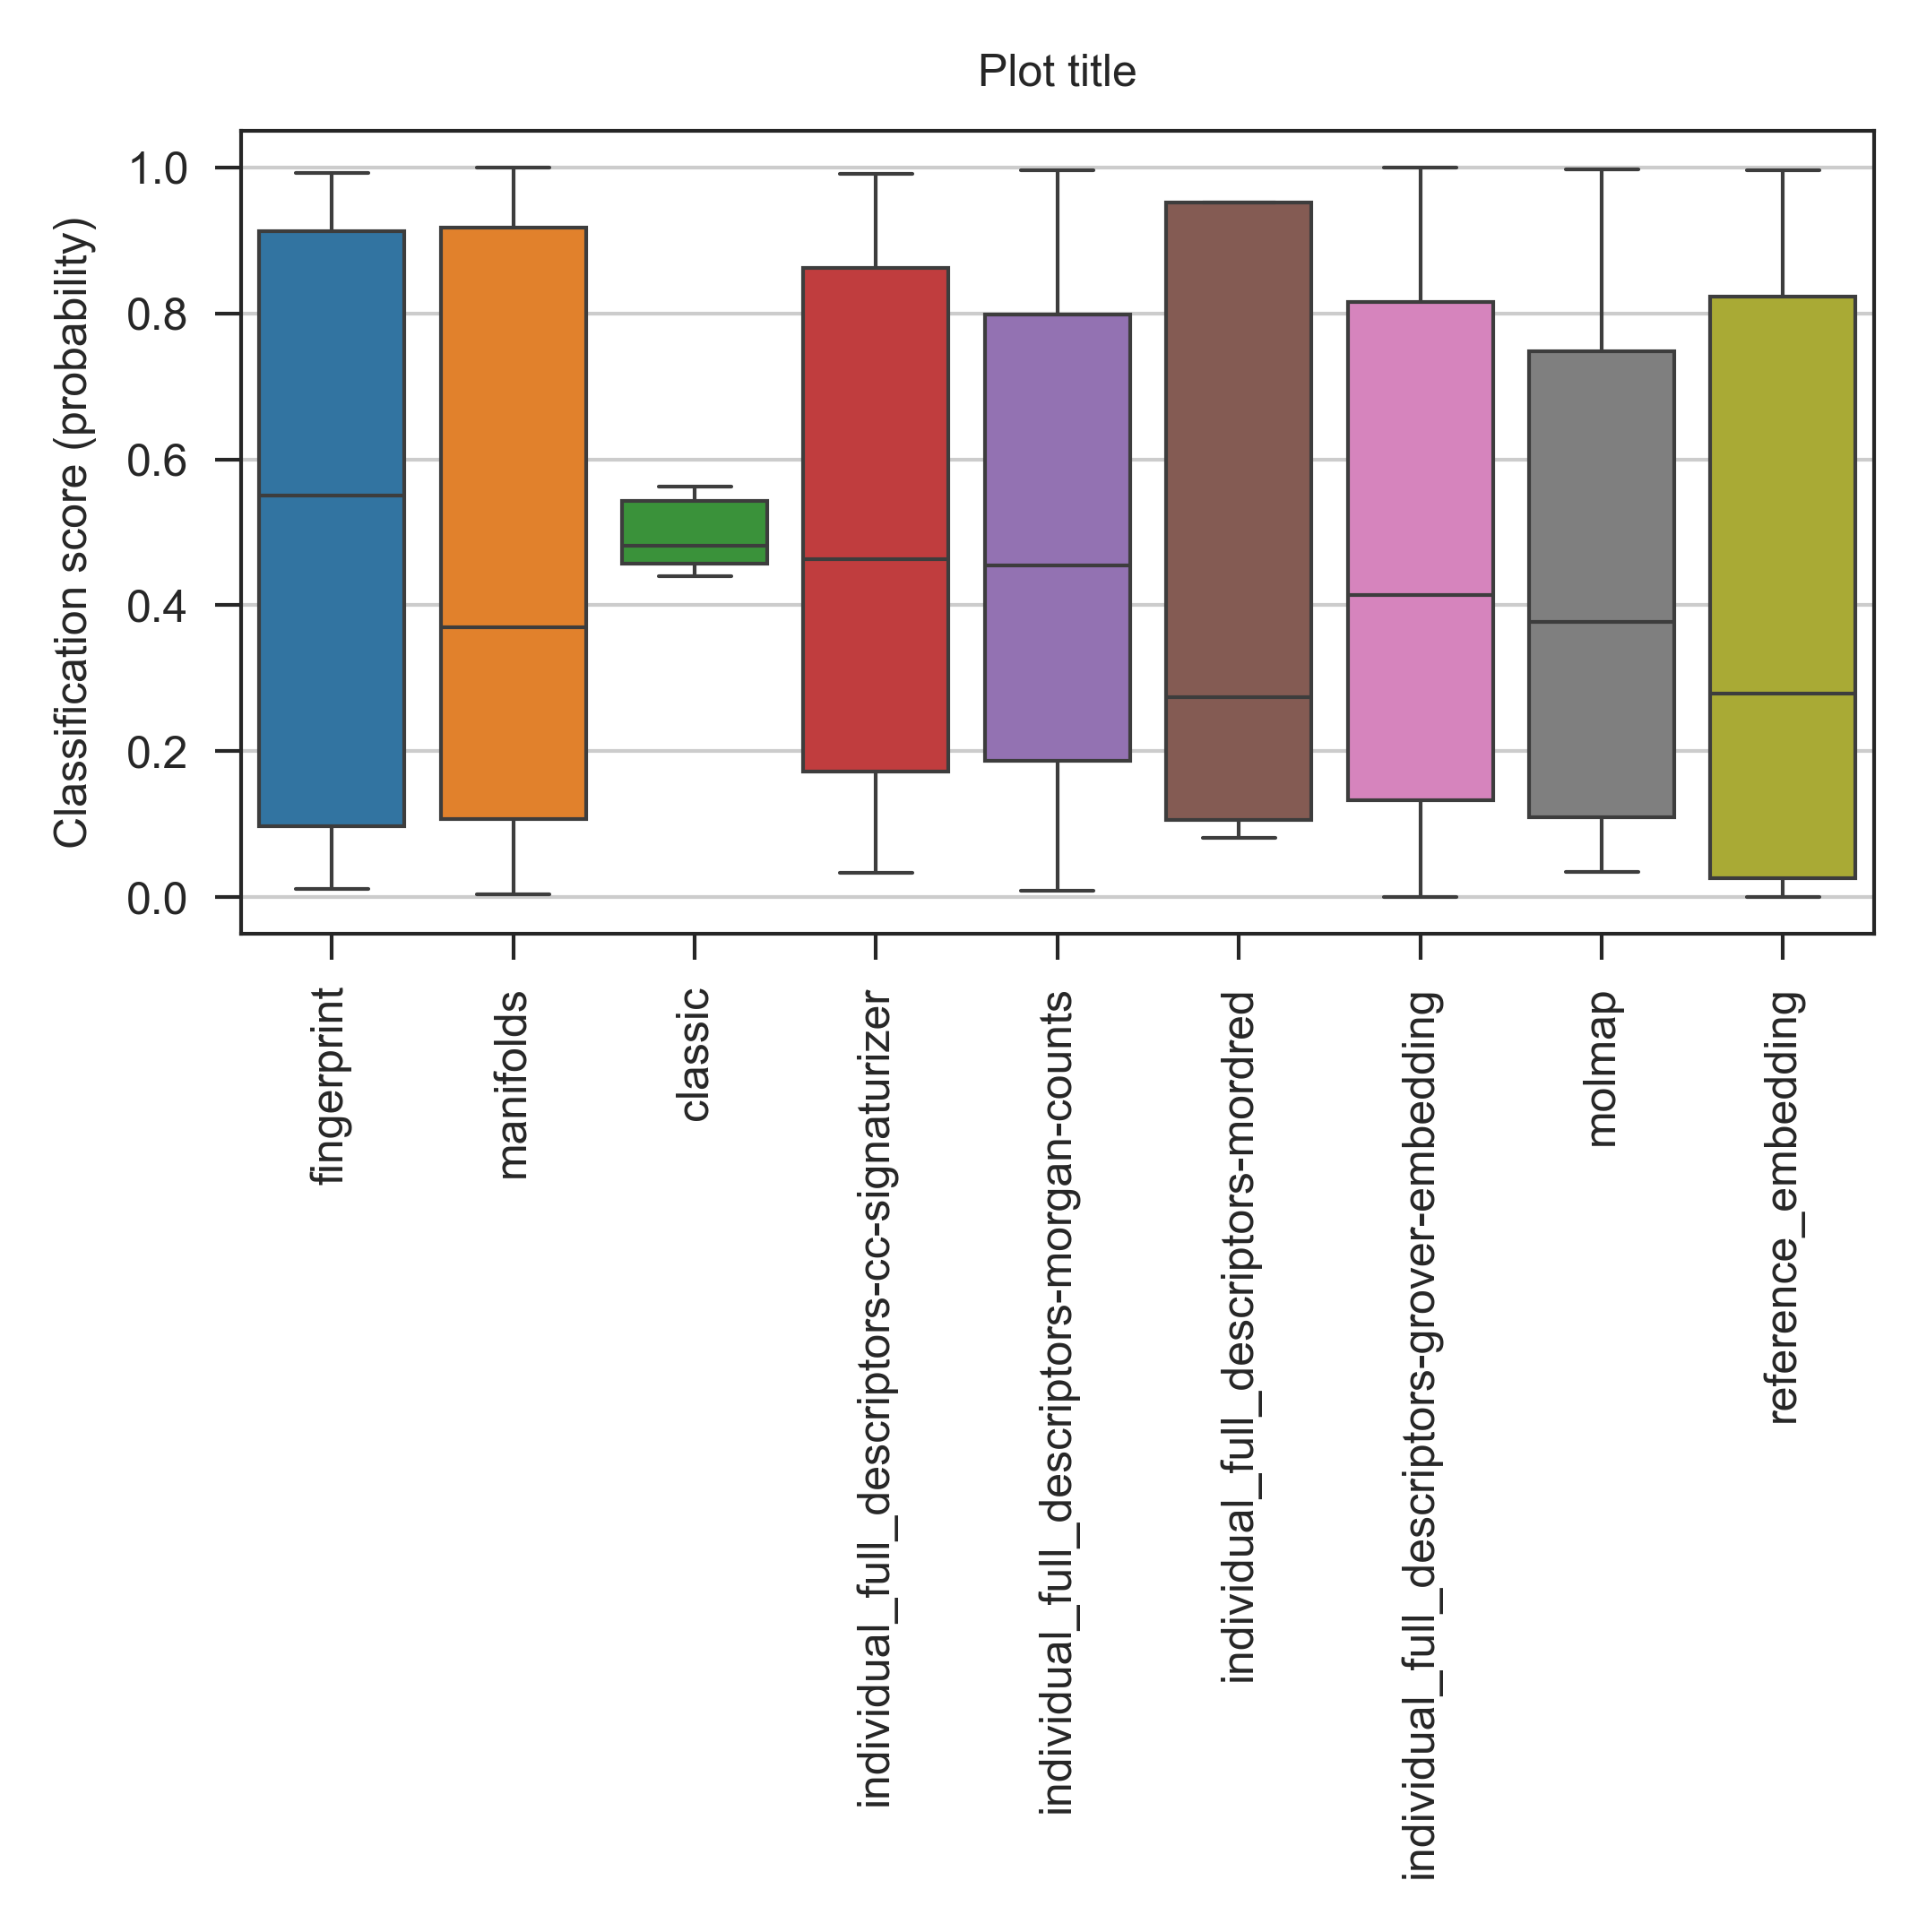 Plot title
Classification score (probability)
1.0
0.8
0.6
0.4
0.2
0.0
fingerprint
manifolds
classic
individual_full_descriptors-cc-signaturizer
individual_full_descriptors-morgan-counts
individual_full_descriptors-mordred
individual_full_descriptors-grover-embedding
molmap
reference_embedding